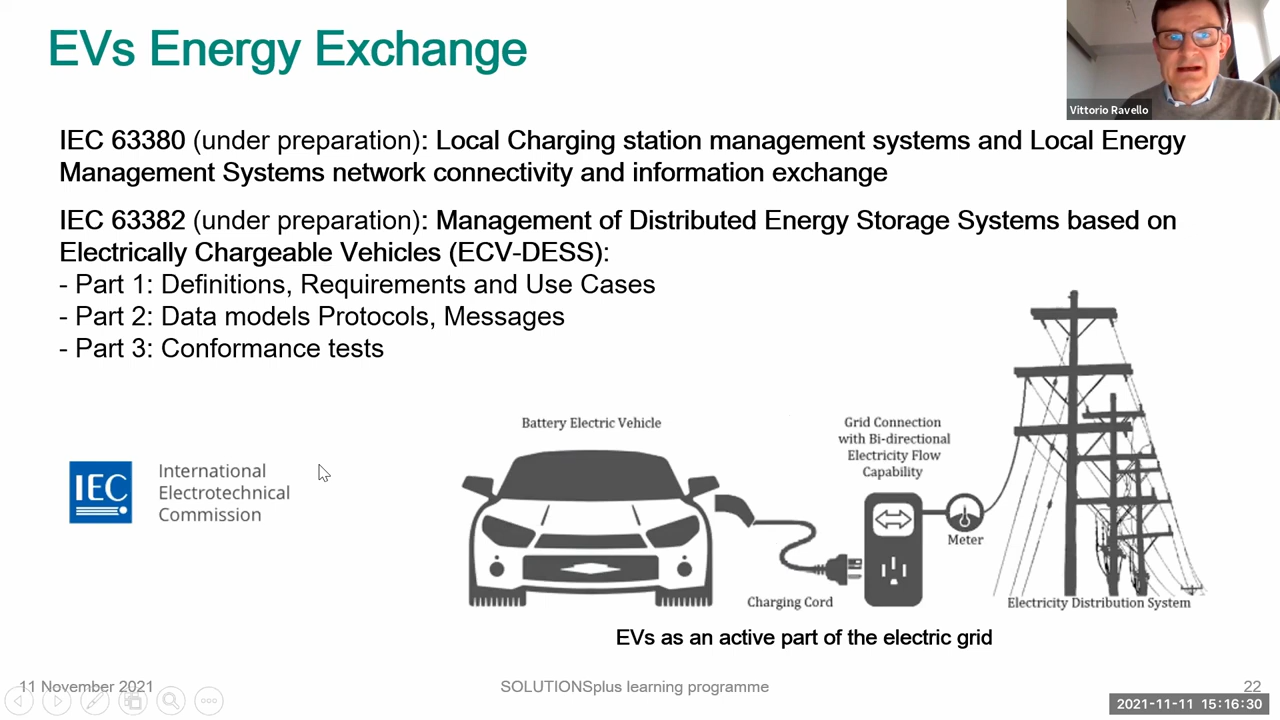 EVs Energy Exchange
Vittorio Ravello
IEC 63380 (under preparation): Local Charging station management systems and Local Energy
Management Systems network connectivity and information exchange
IEC 63382 (under preparation): Management of Distributed Energy Storage Systems based on
Electrically Chargeable Vehicles (ECV-DESS):
- Part 1: Definitions, Requirements and Use Cases
- Part 2: Data models Protocols, Messages
- Part 3: Conformance tests
IEC
International
Electrotechnical
Commission
Battery Electric Vehicle
Grid Connection
with Bi-directional
Electricity Flow
Capability
Meter
Charging Cord
Electricity Distribution System
EVs as an active part of the electric grid
11 November 2021
SOLUTIONSplus learning programme
22
2021-11-11 15:16:30